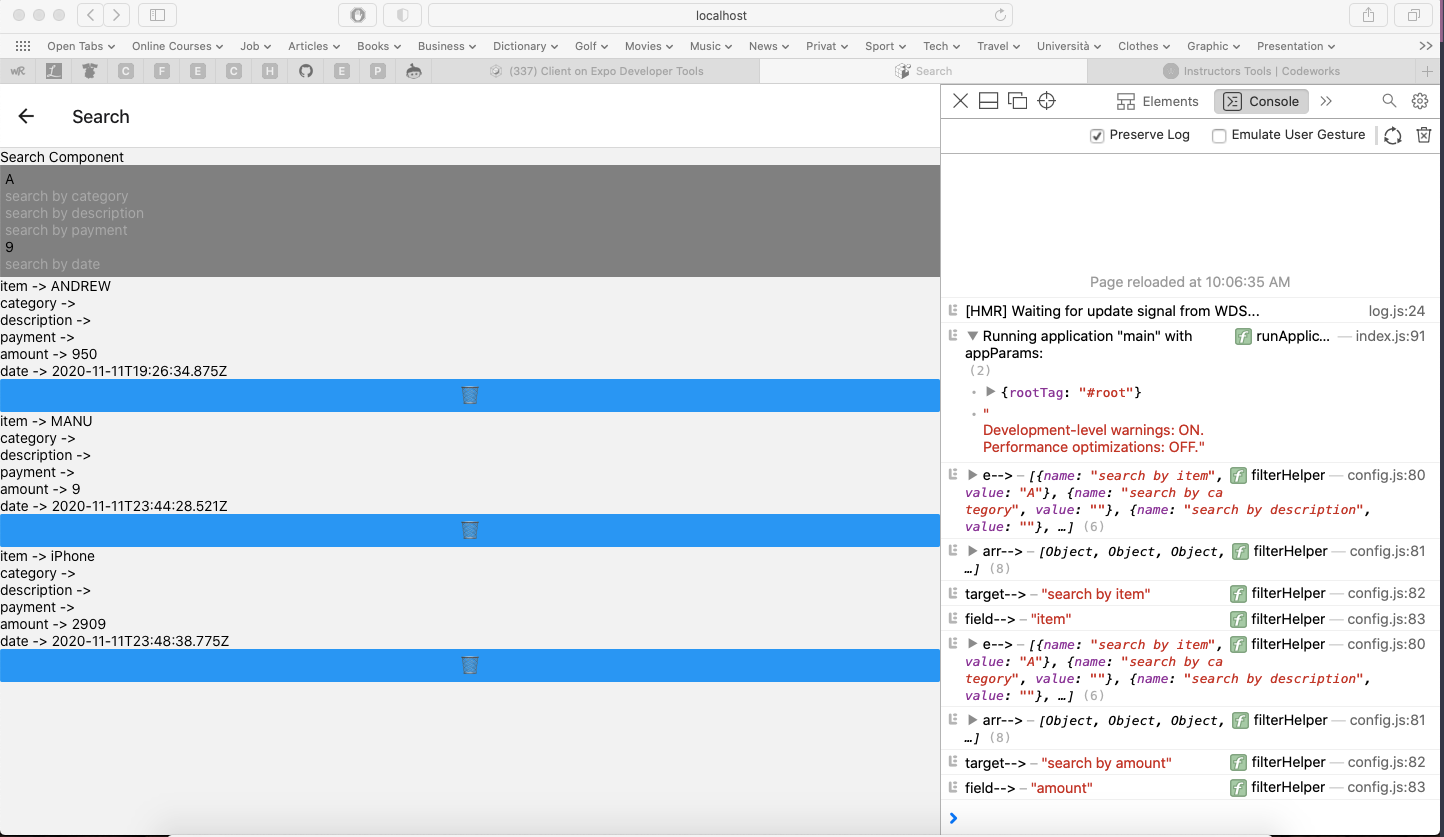 localhost
Open Tabs Online Courses Job Articles Books Business Dictionary Golf Movies Music News Privat Sport Tech Travel Università Clothes Graphic Presentation
wR L C F E C H E P (337) Client on Expo Developer Tools Search Instructors Tools | Codeworks
Search
Search Component
A
search by category
search by description
search by payment
9
search by date
item -> ANDREW
category ->
description ->
payment ->
amount -> 950
date -> 2020-11-11T19:26:34.875Z
item -> MANU
category ->
description ->
payment ->
amount -> 9
date -> 2020-11-11T23:44:28.521Z
item -> iPhone
category ->
description ->
payment ->
amount -> 2909
date -> 2020-11-11T23:48:38.775Z
Elements Console
Preserve Log Emulate User Gesture
Page reloaded at 10:06:35 AM
[HMR] Waiting for update signal from WDS... log.js:24
Running application "main" with f runApplic... — index.js:91
appParams:
(2)
{rootTag: "#root"}
"
Development-level warnings: ON.
Performance optimizations: OFF."
e--> – [{name: "search by item", f filterHelper — config.js:80
value: "A"}, {name: "search by ca
tegory", value: ""}, {name: "search by description",
value: ""}, …] (6)
arr--> – [Object, Object, Object, f filterHelper — config.js:81
…] (8)
target--> – "search by item" f filterHelper — config.js:82
field--> – "item" f filterHelper — config.js:83
e--> – [{name: "search by item", f filterHelper — config.js:80
value: "A"}, {name: "search by ca
tegory", value: ""}, {name: "search by description",
value: ""}, …] (6)
arr--> – [Object, Object, Object, f filterHelper — config.js:81
…] (8)
target--> – "search by amount" f filterHelper — config.js:82
field--> – "amount" f filterHelper — config.js:83